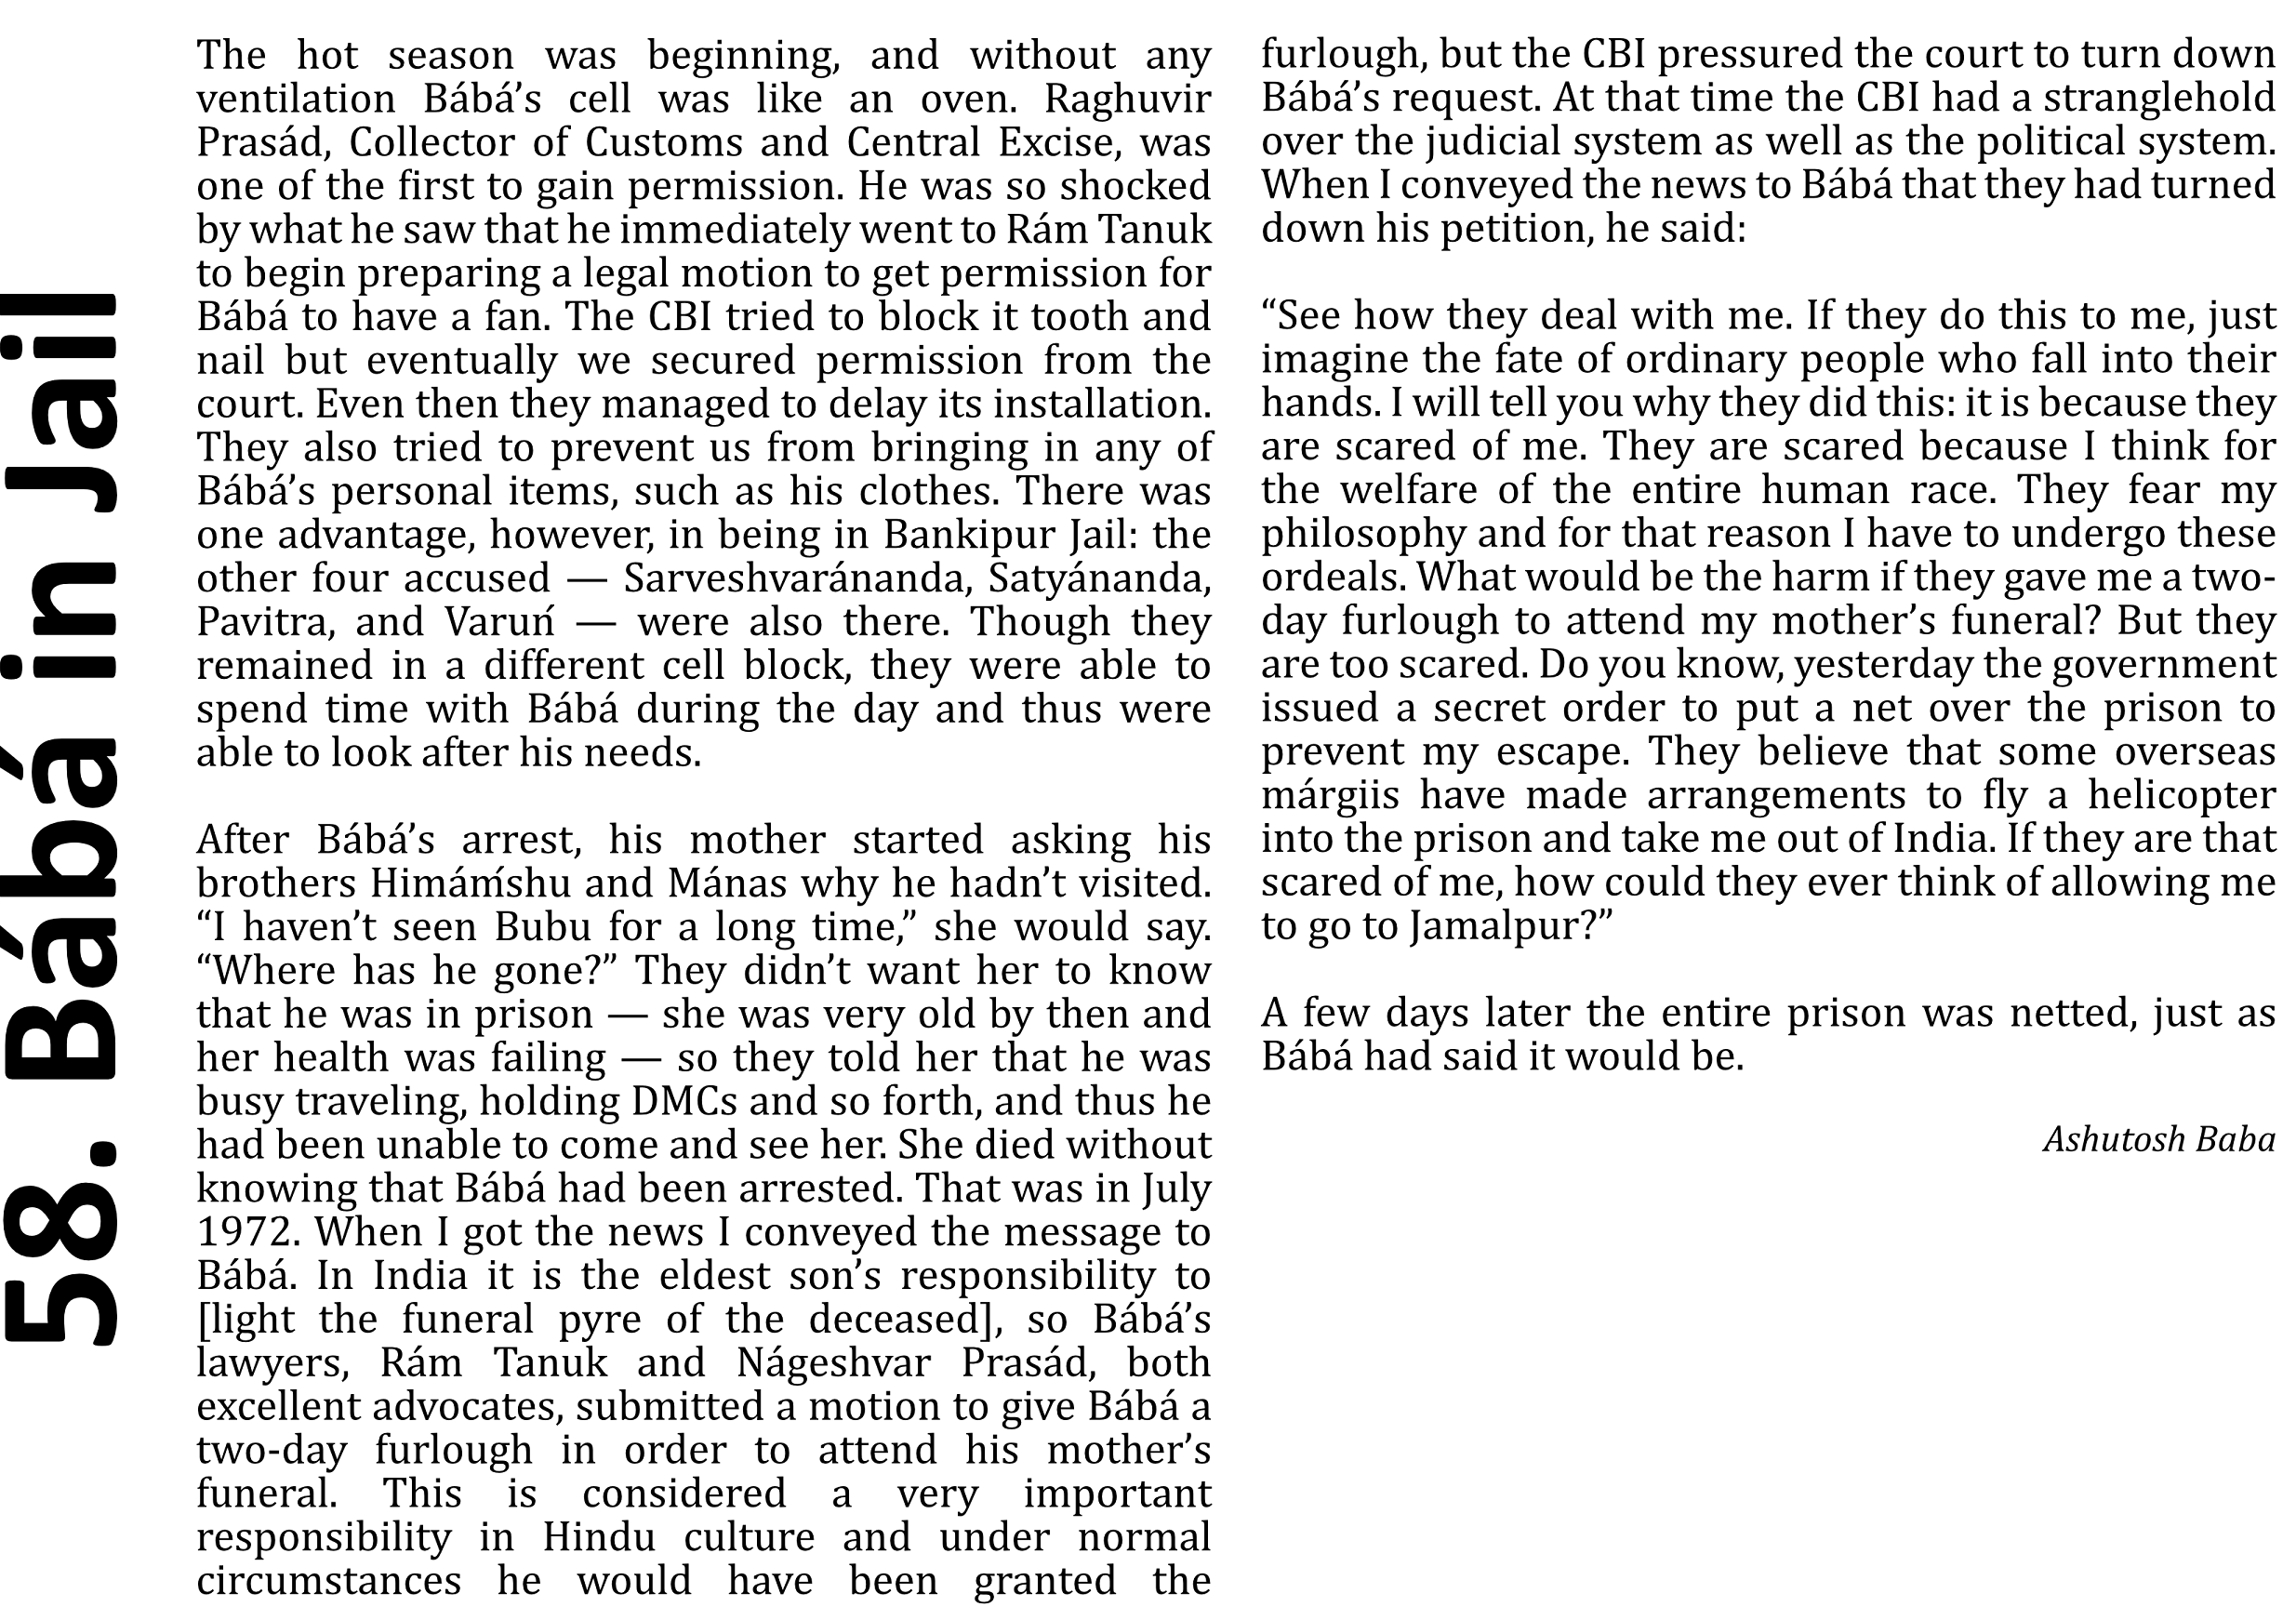 58. Bábá in Jail
The hot season was beginning, and without any
ventilation Bábá’s cell was like an oven. Raghuvir
Prasád, Collector of Customs and Central Excise, was
one of the first to gain permission. He was so shocked
by what he saw that he immediately went to Rám Tanuk
to begin preparing a legal motion to get permission for
Bábá to have a fan. The CBI tried to block it tooth and
nail but eventually we secured permission from the
court. Even then they managed to delay its installation.
They also tried to prevent us from bringing in any of
Bábá’s personal items, such as his clothes. There was
one advantage, however, in being in Bankipur Jail: the
other four accused — Sarveshvaránanda, Satyánanda,
Pavitra, and Varuń — were also there. Though they
remained in a different cell block, they were able to
spend time with Bábá during the day and thus were
able to look after his needs.
After Bábá’s arrest, his mother started asking his
brothers Himáḿshu and Mánas why he hadn’t visited.
“I haven’t seen Bubu for a long time,” she would say.
“Where has he gone?” They didn’t want her to know
that he was in prison — she was very old by then and
her health was failing — so they told her that he was
busy traveling, holding DMCs and so forth, and thus he
had been unable to come and see her. She died without
knowing that Bábá had been arrested. That was in July
1972. When I got the news I conveyed the message to
Bábá. In India it is the eldest son’s responsibility to
[light the funeral pyre of the deceased], so Bábá’s
lawyers, Rám Tanuk and Nágeshvar Prasád, both
excellent advocates, submitted a motion to give Bábá a
two-day furlough in order to attend his mother’s
funeral. This is considered a very important
responsibility in Hindu culture and under normal
circumstances he would have been granted the
furlough, but the CBI pressured the court to turn down
Bábá’s request. At that time the CBI had a stranglehold
over the judicial system as well as the political system.
When I conveyed the news to Bábá that they had turned
down his petition, he said:
“See how they deal with me. If they do this to me, just
imagine the fate of ordinary people who fall into their
hands. I will tell you why they did this: it is because they
are scared of me. They are scared because I think for
the welfare of the entire human race. They fear my
philosophy and for that reason I have to undergo these
ordeals. What would be the harm if they gave me a two-
day furlough to attend my mother’s funeral? But they
are too scared. Do you know, yesterday the government
issued a secret order to put a net over the prison to
prevent my escape. They believe that some overseas
márgiis have made arrangements to fly a helicopter
into the prison and take me out of India. If they are that
scared of me, how could they ever think of allowing me
to go to Jamalpur?”
A few days later the entire prison was netted, just as
Bábá had said it would be.
Ashutosh Baba